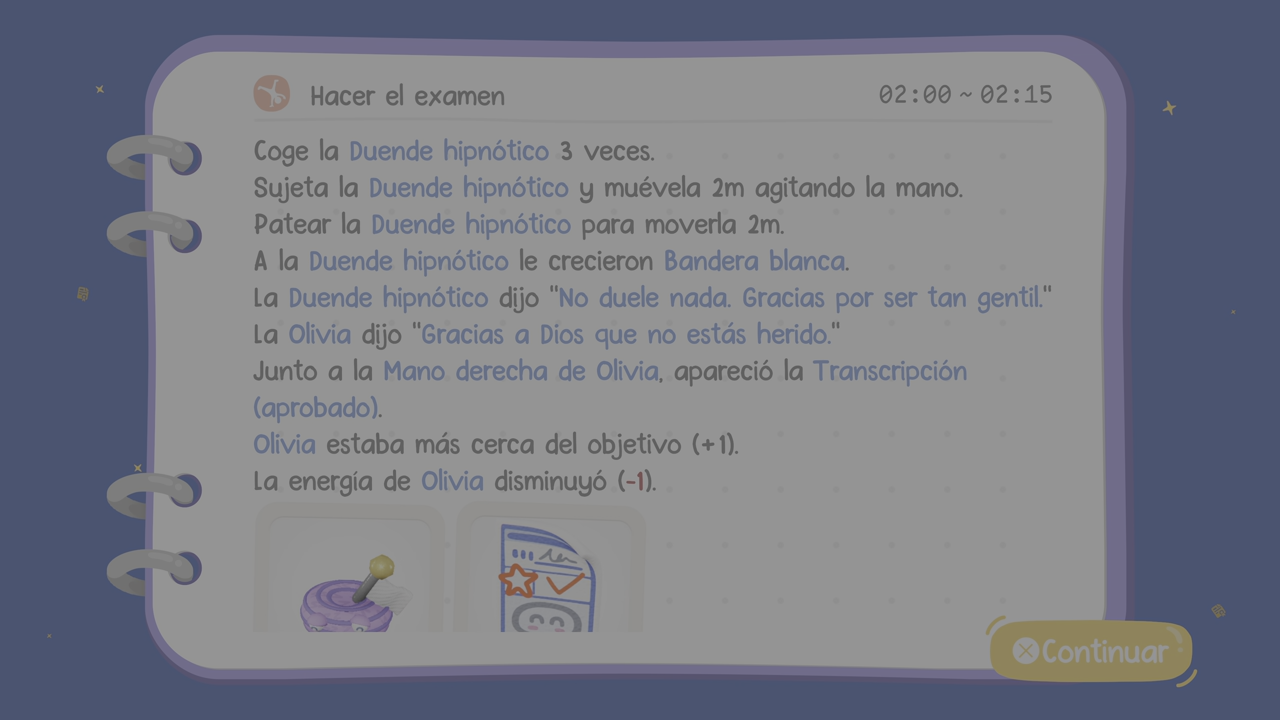 Hacer el examen
02:00 ~ 02:15
Coge la Duende hipnótico 3 veces.
Sujeta la Duende hipnótico y muévela 2m agitando la mano.
Patear la Duende hipnótico para moverla 2m.
A la Duende hipnótico le crecieron Bandera blanca.
La Duende hipnótico dijo "No duele nada. Gracias por ser tan gentil."
La Olivia dijo "Gracias a Dios que no estás herido."
Junto a la Mano derecha de Olivia, apareció la Transcripción
(aprobado).
Olivia estaba más cerca del objetivo (+1).
La energía de Olivia disminuyó (-1).
Continuar